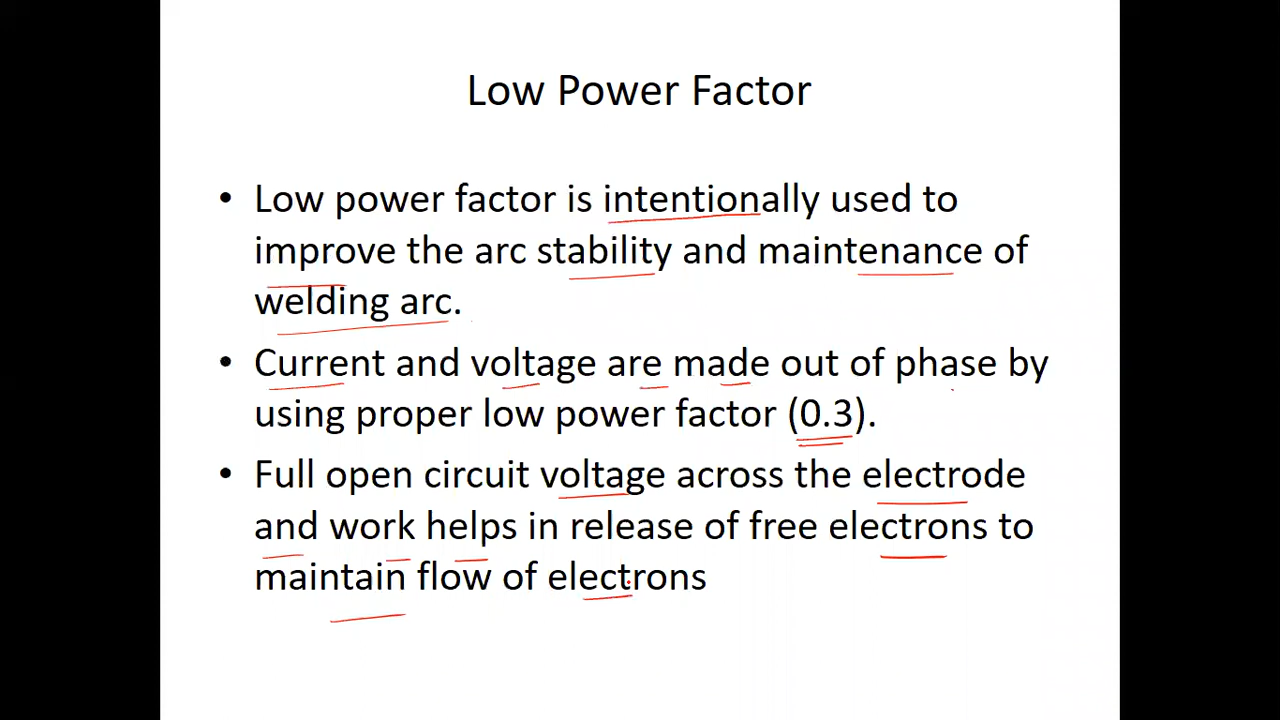 Low Power Factor
• Low power factor is intentionally used to
improve the arc stability and maintenance of
welding arc.
• Current and voltage are made out of phase by
using proper low power factor (0.3).
• Full open circuit voltage across the electrode
and work helps in release of free electrons to
maintain flow of electrons